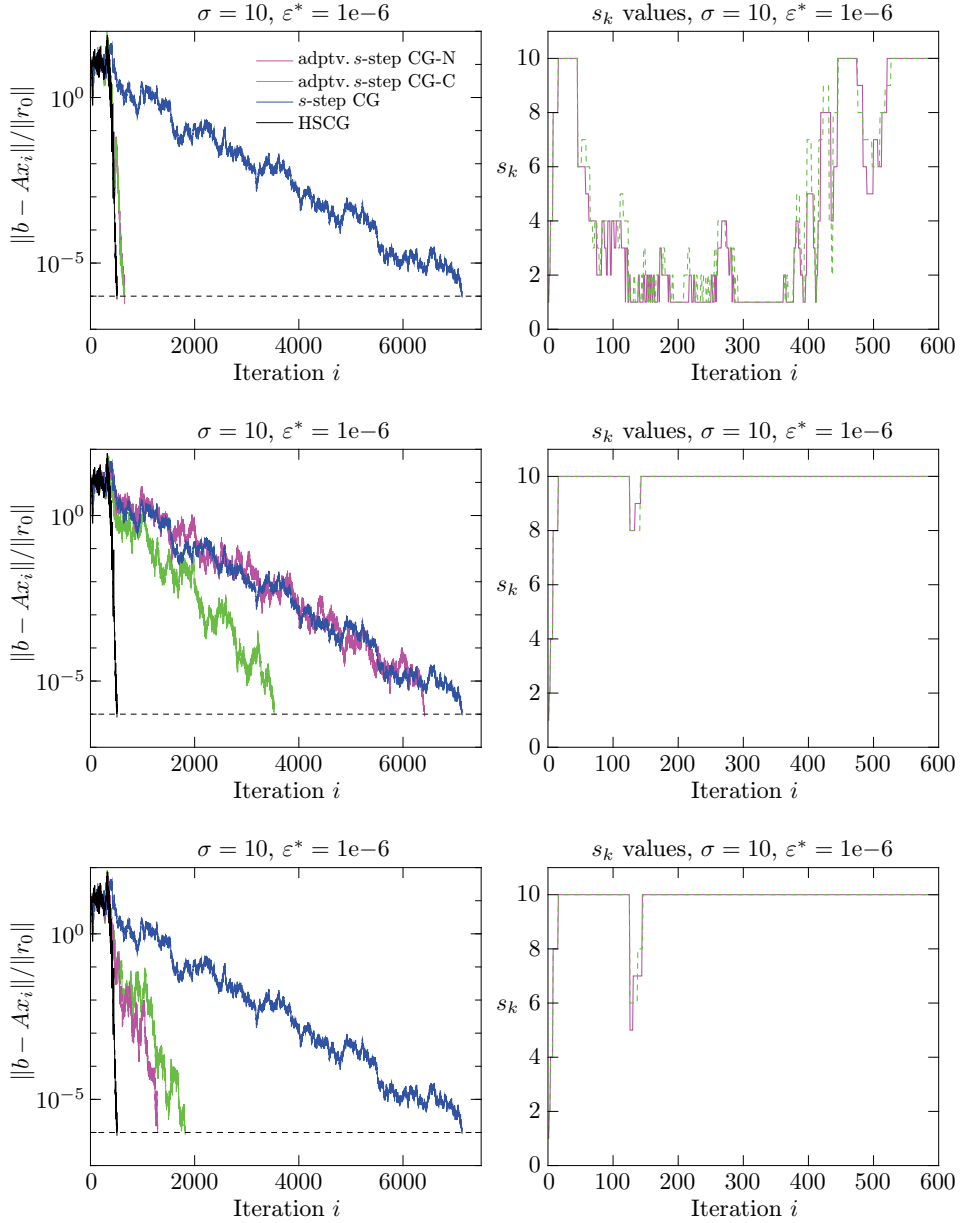 σ = 10, ε* = 1e−6
adptv. s-step CG-N
adptv. s-step CG-C
s-step CG
HSCG
||b − Ax_i||/||r_0||
10^0
10^−5
0 2000 4000 6000
Iteration i
s_k values, σ = 10, ε* = 1e−6
10
8
6
4
2
0
s_k
0 100 200 300 400 500 600
Iteration i
σ = 10, ε* = 1e−6
||b − Ax_i||/||r_0||
10^0
10^−5
0 2000 4000 6000
Iteration i
s_k values, σ = 10, ε* = 1e−6
10
8
6
4
2
0
s_k
0 100 200 300 400 500 600
Iteration i
σ = 10, ε* = 1e−6
||b − Ax_i||/||r_0||
10^0
10^−5
0 2000 4000 6000
Iteration i
s_k values, σ = 10, ε* = 1e−6
10
8
6
4
2
0
s_k
0 100 200 300 400 500 600
Iteration i